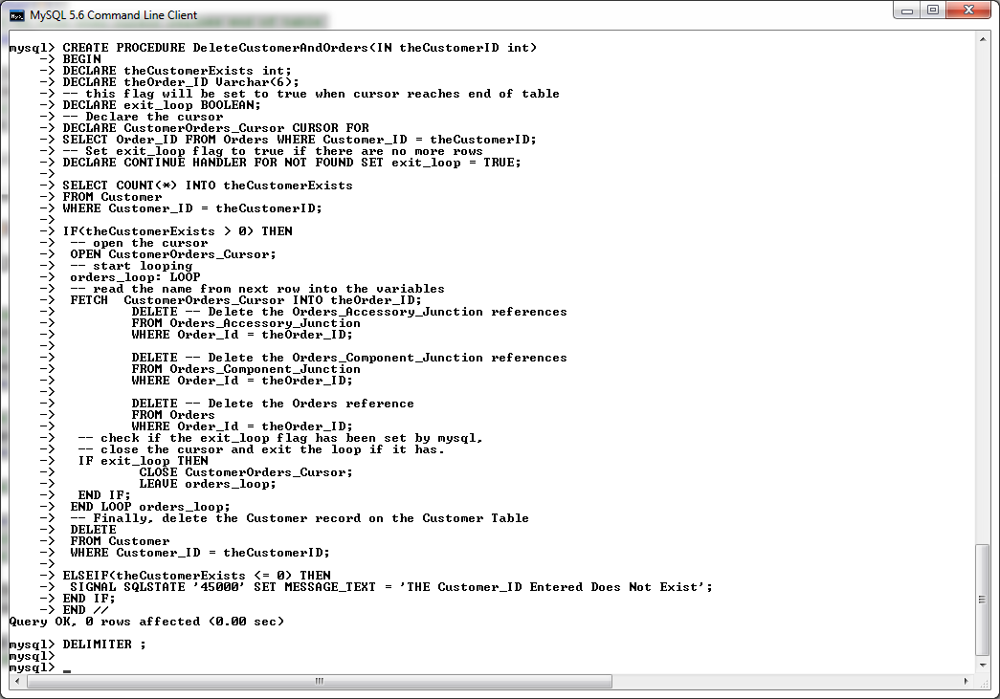 MySQL 5.6 Command Line Client
mysql> CREATE PROCEDURE DeleteCustomerAndOrders(IN theCustomerID int)
    -> BEGIN
    -> DECLARE theCustomerExists int;
    -> DECLARE theOrder_ID Varchar(6);
    -> -- this flag will be set to true when cursor reaches end of table
    -> DECLARE exit_loop BOOLEAN;
    -> -- Declare the cursor
    -> DECLARE CustomerOrders_Cursor CURSOR FOR
    -> SELECT Order_ID FROM Orders WHERE Customer_ID = theCustomerID;
    -> -- Set exit_loop flag to true if there are no more rows
    -> DECLARE CONTINUE HANDLER FOR NOT FOUND SET exit_loop = TRUE;
    ->
    -> SELECT COUNT(*) INTO theCustomerExists
    -> FROM Customer
    -> WHERE Customer_ID = theCustomerID;
    ->
    -> IF(theCustomerExists > 0) THEN
    ->  -- open the cursor
    ->  OPEN CustomerOrders_Cursor;
    ->  -- start looping
    ->  orders_loop: LOOP
    ->  -- read the name from next row into the variables
    ->  FETCH  CustomerOrders_Cursor INTO theOrder_ID;
    ->          DELETE -- Delete the Orders_Accessory_Junction references
    ->          FROM Orders_Accessory_Junction
    ->          WHERE Order_Id = theOrder_ID;
    ->
    ->          DELETE -- Delete the Orders_Component_Junction references
    ->          FROM Orders_Component_Junction
    ->          WHERE Order_Id = theOrder_ID;
    ->
    ->          DELETE -- Delete the Orders reference
    ->          FROM Orders
    ->          WHERE Order_Id = theOrder_ID;
    ->   -- check if the exit_loop flag has been set by mysql,
    ->   -- close the cursor and exit the loop if it has.
    ->   IF exit_loop THEN
    ->           CLOSE CustomerOrders_Cursor;
    ->           LEAVE orders_loop;
    ->   END IF;
    ->  END LOOP orders_loop;
    ->  -- Finally, delete the Customer record on the Customer Table
    ->  DELETE
    ->  FROM Customer
    ->  WHERE Customer_ID = theCustomerID;
    ->
    -> ELSEIF(theCustomerExists <= 0) THEN
    ->  SIGNAL SQLSTATE '45000' SET MESSAGE_TEXT = 'THE Customer_ID Entered Does Not Exist';
    -> END IF;
    -> END //
Query OK, 0 rows affected (0.00 sec)
mysql> DELIMITER ;
mysql>
mysql> _